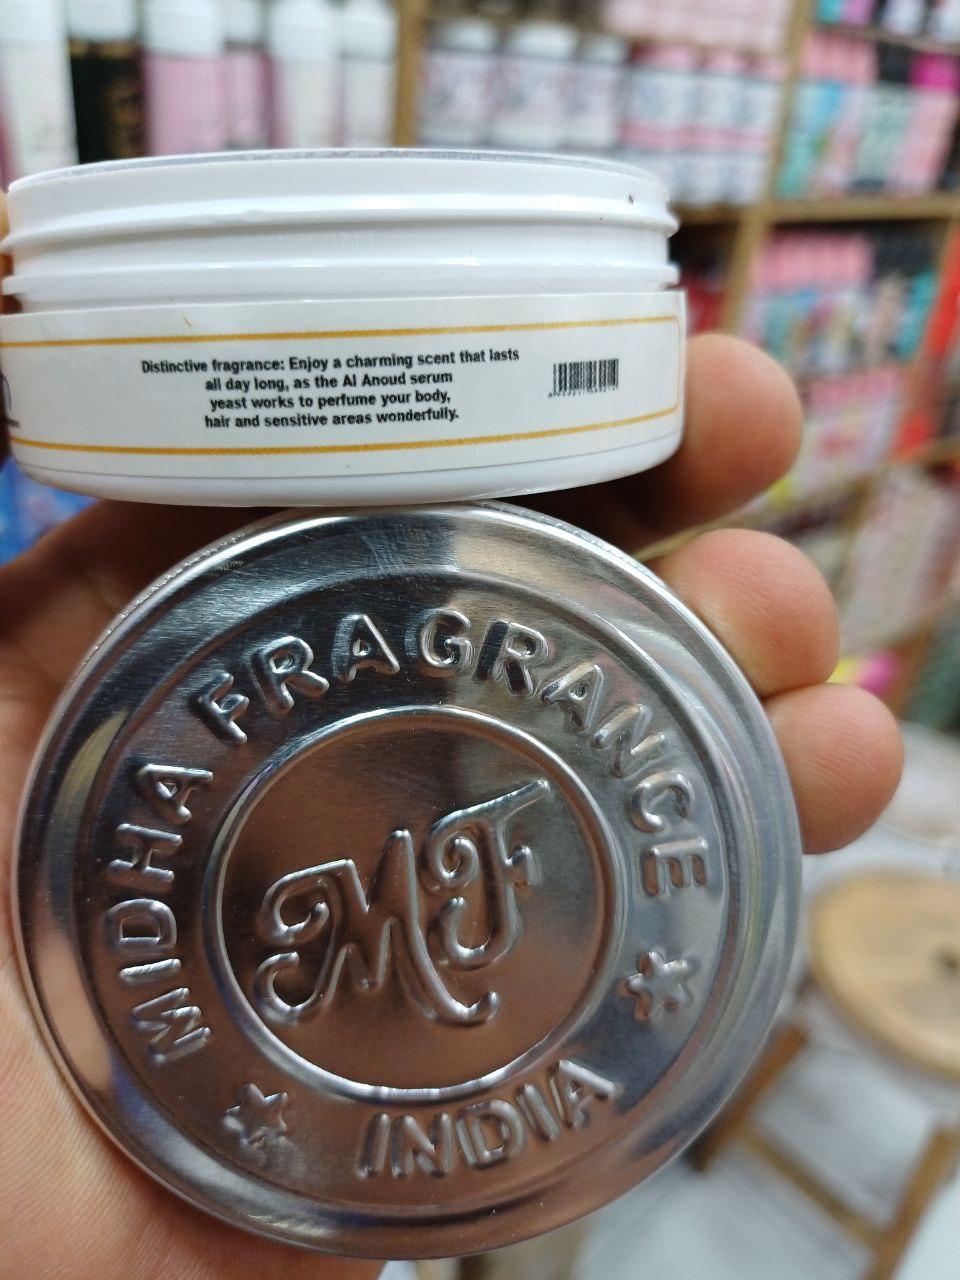 Distinctive fragrance: Enjoy a charming scent that lasts
all day long, as the Al Anoud serum
yeast works to perfume your body,
hair and sensitive areas wonderfully.
MIDHA FRAGRANCE
MF
INDIA